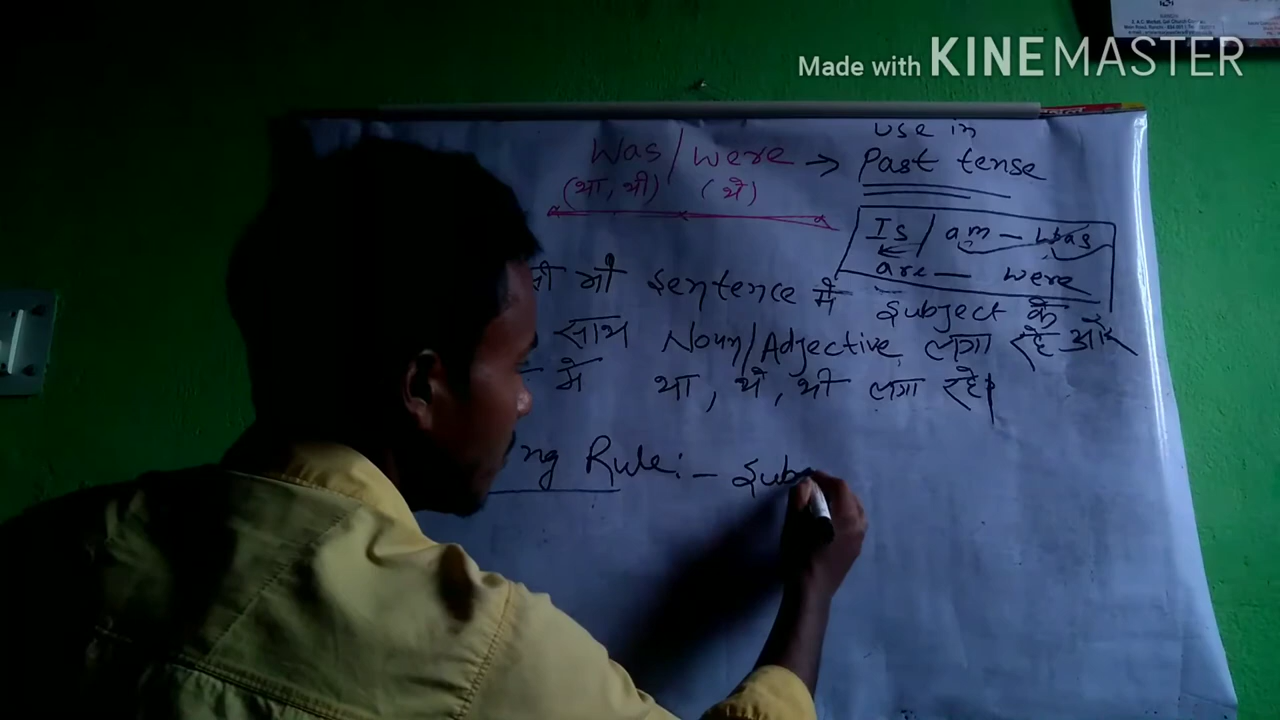 Made with KINEMASTER
Was/were → use in Past tense
(था, थी) (थे)
Is/am – was
are – were
भी sentence में subject के
साथ Noun/Adjective लगा रहे और
में था, थे, थी लगा रहे।
ng Rule:- Sub